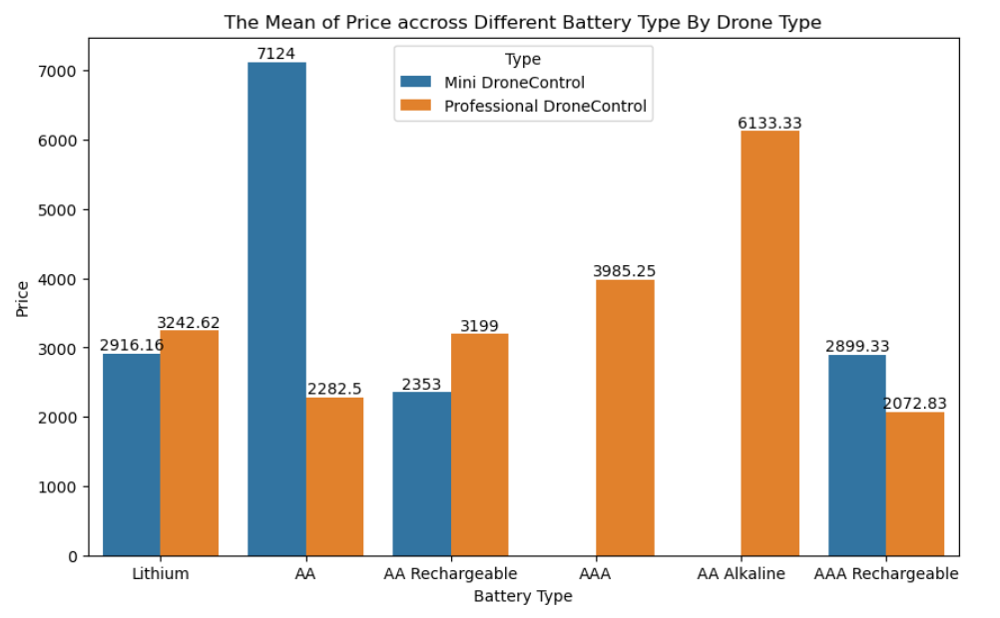 The Mean of Price accross Different Battery Type By Drone Type
Type
Mini DroneControl
Professional DroneControl
Price
7000
6000
5000
4000
3000
2000
1000
0
2916.16
3242.62
7124
2282.5
2353
3199
3985.25
6133.33
2899.33
2072.83
Lithium
AA
AA Rechargeable
AAA
AA Alkaline
AAA Rechargeable
Battery Type